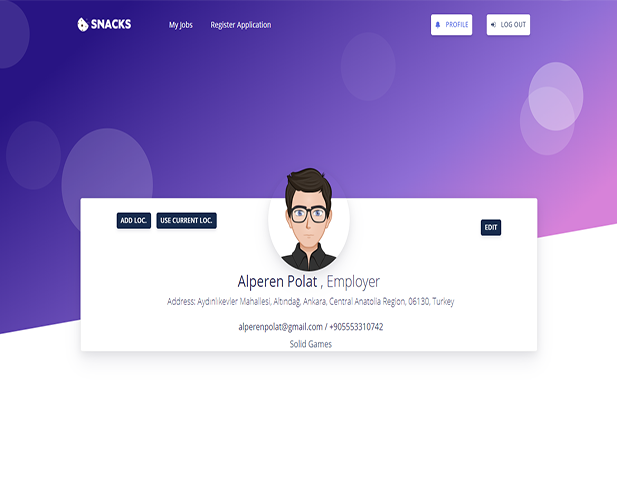 SNACKS My Jobs Register Application PROFILE LOG OUT
ADD LOC. USE CURRENT LOC. EDIT
Alperen Polat , Employer
Address: Aydınlıkevler Mahallesi, Altındağ, Ankara, Central Anatolia Region, 06130, Turkey
alperenpolat@gmail.com / +905553310742
Solid Games